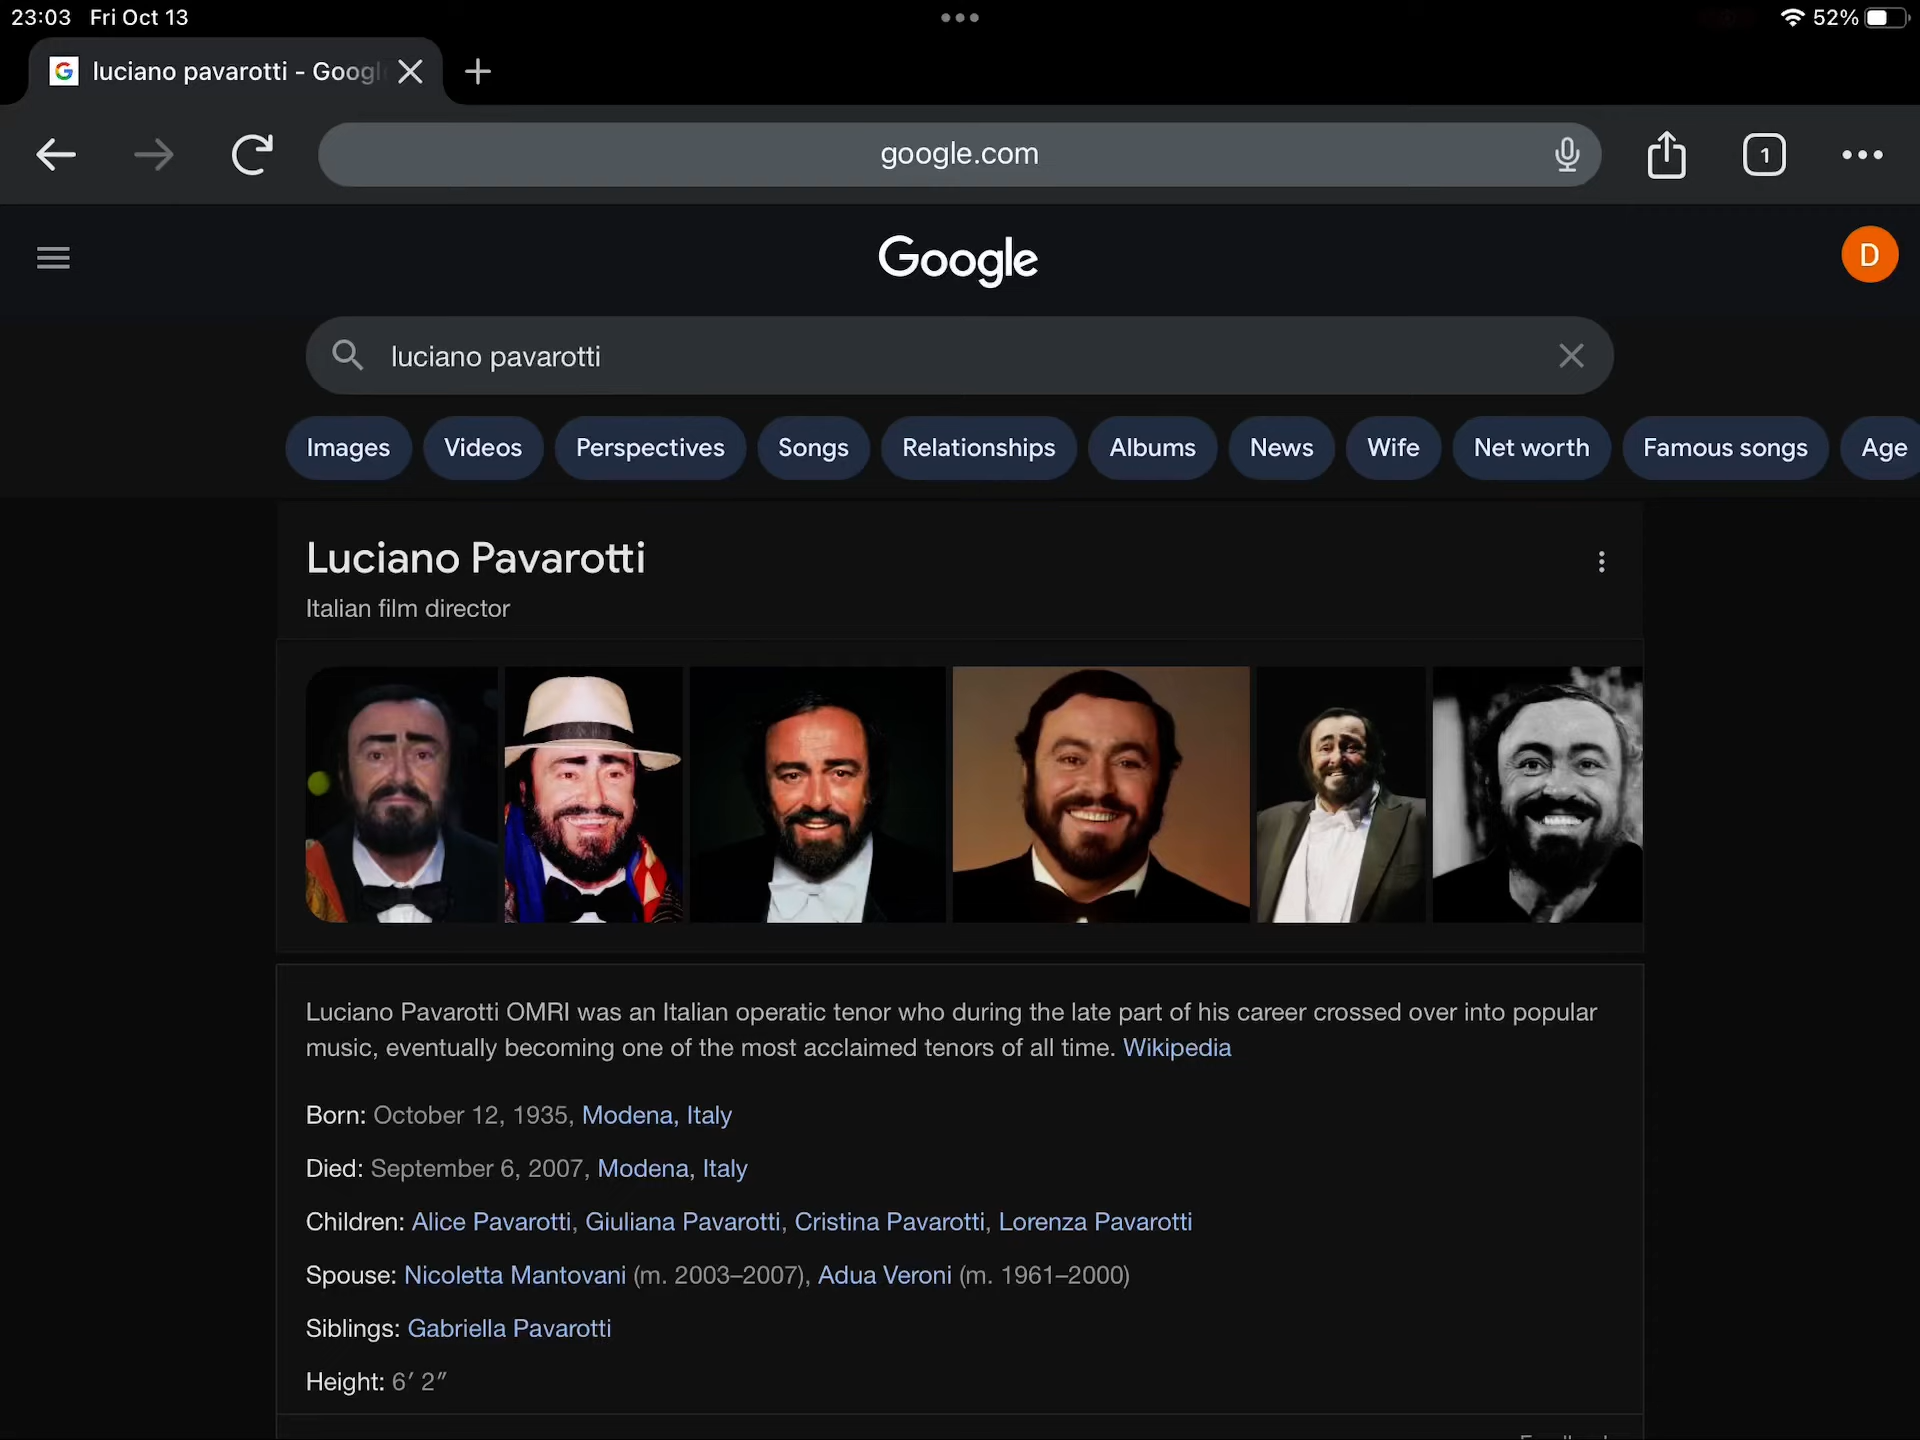 23:03 Fri Oct 13
52%
luciano pavarotti - Googl
google.com
1
Google
D
luciano pavarotti
Images Videos Perspectives Songs Relationships Albums News Wife Net worth Famous songs Age
Luciano Pavarotti
Italian film director
Luciano Pavarotti OMRI was an Italian operatic tenor who during the late part of his career crossed over into popular
music, eventually becoming one of the most acclaimed tenors of all time. Wikipedia
Born: October 12, 1935, Modena, Italy
Died: September 6, 2007, Modena, Italy
Children: Alice Pavarotti, Giuliana Pavarotti, Cristina Pavarotti, Lorenza Pavarotti
Spouse: Nicoletta Mantovani (m. 2003–2007), Adua Veroni (m. 1961–2000)
Siblings: Gabriella Pavarotti
Height: 6′ 2″